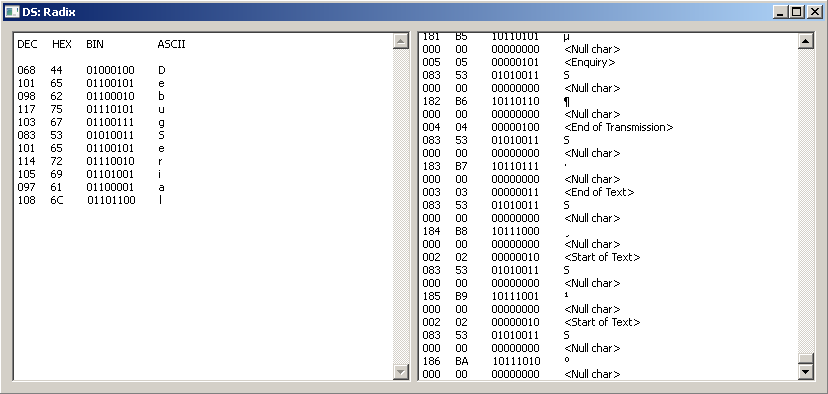 DS: Radix
DEC HEX BIN ASCII
068 44 01000100 D
101 65 01100101 e
098 62 01100010 b
117 75 01110101 u
103 67 01100111 g
083 53 01010011 S
101 65 01100101 e
114 72 01110010 r
105 69 01101001 i
097 61 01100001 a
108 6C 01101100 l
181 B5 10110101 µ
000 00 00000000 <Null char>
005 05 00000101 <Enquiry>
083 53 01010011 S
000 00 00000000 <Null char>
182 B6 10110110 ¶
000 00 00000000 <Null char>
004 04 00000100 <End of Transmission>
083 53 01010011 S
000 00 00000000 <Null char>
183 B7 10110111 ·
000 00 00000000 <Null char>
003 03 00000011 <End of Text>
083 53 01010011 S
000 00 00000000 <Null char>
184 B8 10111000 ¸
000 00 00000000 <Null char>
002 02 00000010 <Start of Text>
083 53 01010011 S
000 00 00000000 <Null char>
185 B9 10111001 ¹
000 00 00000000 <Null char>
002 02 00000010 <Start of Text>
083 53 01010011 S
000 00 00000000 <Null char>
186 BA 10111010 º
000 00 00000000 <Null char>